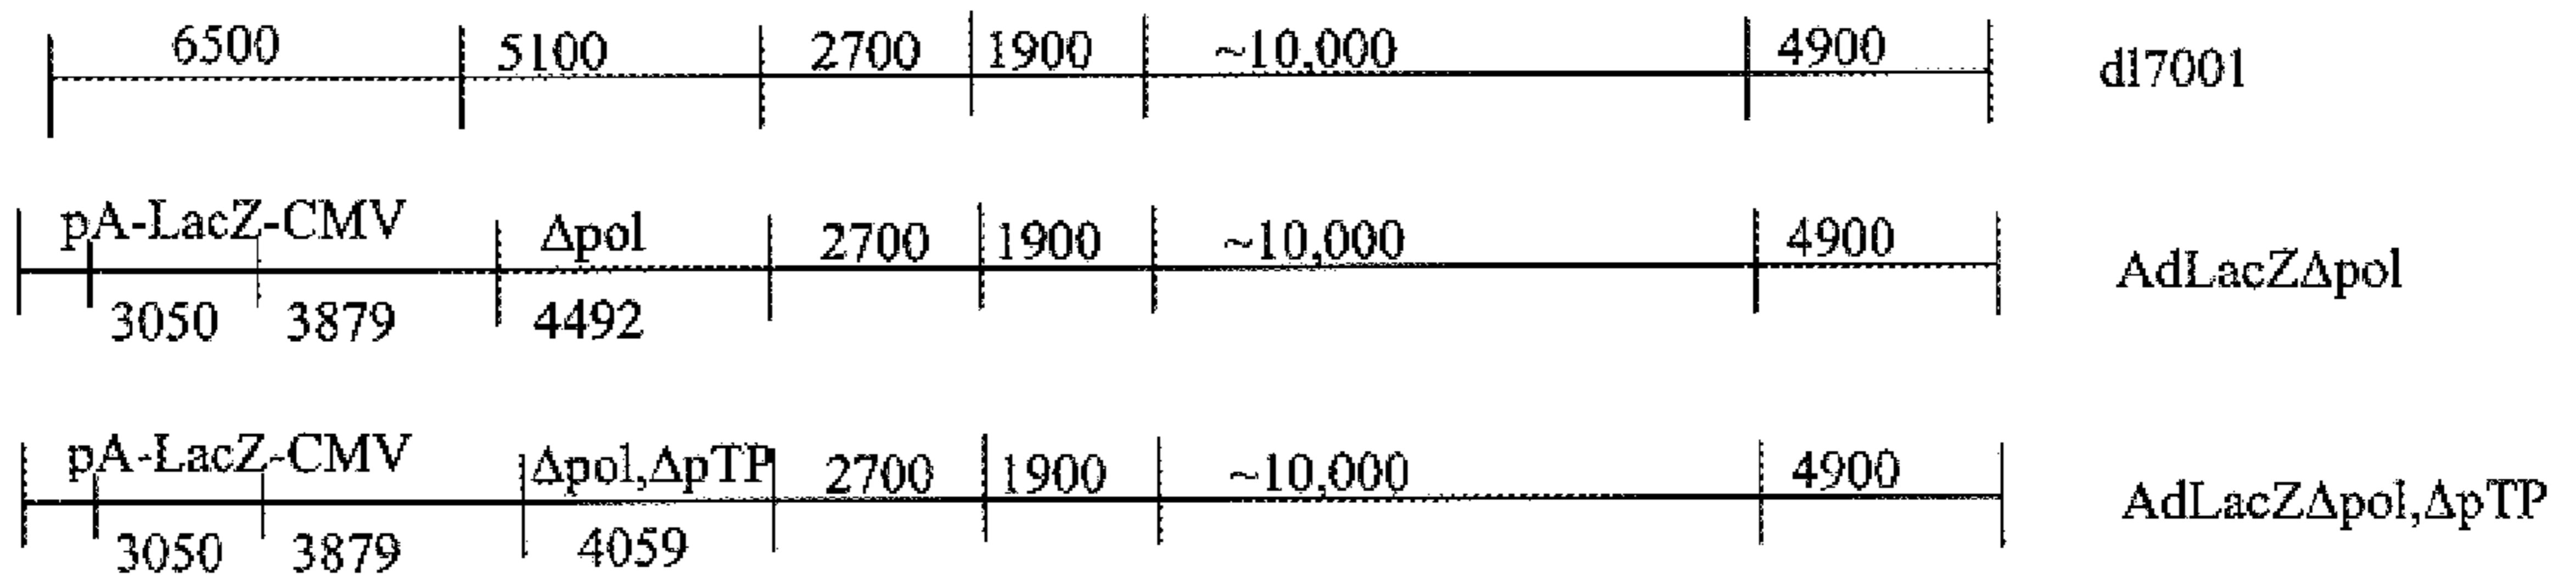 6500 5100 2700 1900 ~10,000 4900 dl7001
pA-LacZ-CMV Δpol 2700 1900 ~10,000 4900 AdLacZΔpol
3050 3879 4492
pA-LacZ-CMV Δpol,ΔpTP 2700 1900 ~10,000 4900 AdLacZΔpol,ΔpTP
3050 3879 4059